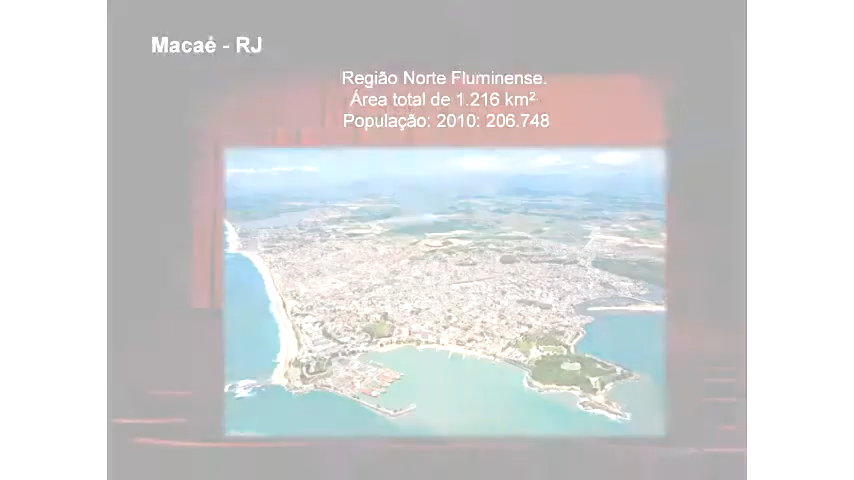 Macaé - RJ
Região Norte Fluminense.
Área total de 1.216 km²
População: 2010: 206.748